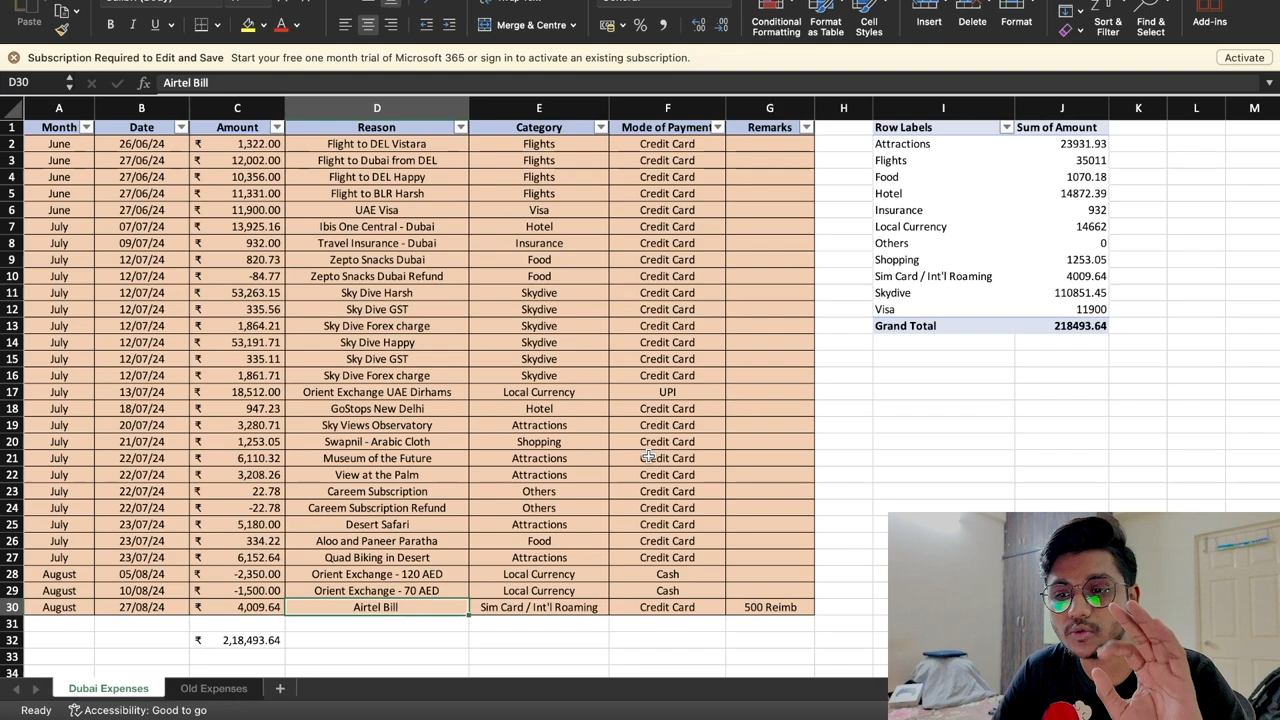 Paste
Merge & Centre
Conditional Formatting
Format as Table
Cell Styles
Insert
Delete
Format
Sort & Filter
Find & Select
Add-ins
Subscription Required to Edit and Save Start your free one month trial of Microsoft 365 or sign in to activate an existing subscription. Activate
D30 fx Airtel Bill
A B C D E F G H I J K L M
1 Month Date Amount Reason Category Mode of Payment Remarks Row Labels Sum of Amount
2 June 26/06/24 ₹ 1,322.00 Flight to DEL Vistara Flights Credit Card Attractions 23931.93
3 June 27/06/24 ₹ 12,002.00 Flight to Dubai from DEL Flights Credit Card Flights 35011
4 June 27/06/24 ₹ 10,356.00 Flight to DEL Happy Flights Credit Card Food 1070.18
5 June 27/06/24 ₹ 11,331.00 Flight to BLR Harsh Flights Credit Card Hotel 14872.39
6 June 27/06/24 ₹ 11,900.00 UAE Visa Visa Credit Card Insurance 932
7 July 07/07/24 ₹ 13,925.16 Ibis One Central - Dubai Hotel Credit Card Local Currency 14662
8 July 09/07/24 ₹ 932.00 Travel Insurance - Dubai Insurance Credit Card Others 0
9 July 12/07/24 ₹ 820.73 Zepto Snacks Dubai Food Credit Card Shopping 1253.05
10 July 12/07/24 ₹ -84.77 Zepto Snacks Dubai Refund Food Credit Card Sim Card / Int'l Roaming 4009.64
11 July 12/07/24 ₹ 53,263.15 Sky Dive Harsh Skydive Credit Card Skydive 110851.45
12 July 12/07/24 ₹ 335.56 Sky Dive GST Skydive Credit Card Visa 11900
13 July 12/07/24 ₹ 1,864.21 Sky Dive Forex charge Skydive Credit Card Grand Total 218493.64
14 July 12/07/24 ₹ 53,191.71 Sky Dive Happy Skydive Credit Card
15 July 12/07/24 ₹ 335.11 Sky Dive GST Skydive Credit Card
16 July 12/07/24 ₹ 1,861.71 Sky Dive Forex charge Skydive Credit Card
17 July 13/07/24 ₹ 18,512.00 Orient Exchange UAE Dirhams Local Currency UPI
18 July 18/07/24 ₹ 947.23 GoStops New Delhi Hotel Credit Card
19 July 20/07/24 ₹ 3,280.71 Sky Views Observatory Attractions Credit Card
20 July 21/07/24 ₹ 1,253.05 Swapnil - Arabic Cloth Shopping Credit Card
21 July 22/07/24 ₹ 6,110.32 Museum of the Future Attractions Credit Card
22 July 22/07/24 ₹ 3,208.26 View at the Palm Attractions Credit Card
23 July 22/07/24 ₹ 22.78 Careem Subscription Others Credit Card
24 July 22/07/24 ₹ -22.78 Careem Subscription Refund Others Credit Card
25 July 23/07/24 ₹ 5,180.00 Desert Safari Attractions Credit Card
26 July 23/07/24 ₹ 334.22 Aloo and Paneer Paratha Food Credit Card
27 July 23/07/24 ₹ 6,152.64 Quad Biking in Desert Attractions Credit Card
28 August 05/08/24 ₹ -2,350.00 Orient Exchange - 120 AED Local Currency Cash
29 August 10/08/24 ₹ -1,500.00 Orient Exchange - 70 AED Local Currency Cash
30 August 27/08/24 ₹ 4,009.64 Airtel Bill Sim Card / Int'l Roaming Credit Card 500 Reimb
31
32 ₹ 2,18,493.64
33
34
Dubai Expenses Old Expenses +
Ready Accessibility: Good to go